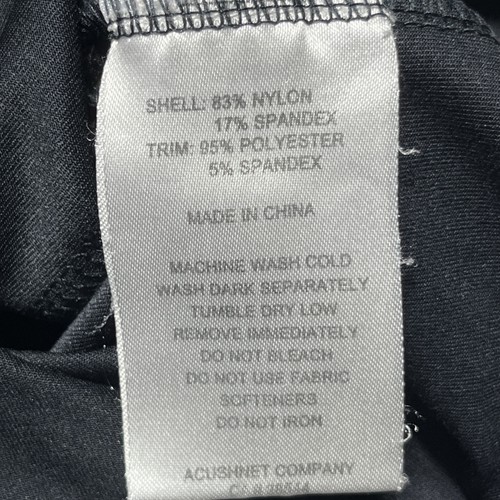 SHELL: 83% NYLON
17% SPANDEX
TRIM: 95% POLYESTER
5% SPANDEX
MADE IN CHINA
MACHINE WASH COLD
WASH DARK SEPARATELY
TUMBLE DRY LOW
REMOVE IMMEDIATELY
DO NOT BLEACH
DO NOT USE FABRIC
SOFTENERS
DO NOT IRON
ACUSHNET COMPANY